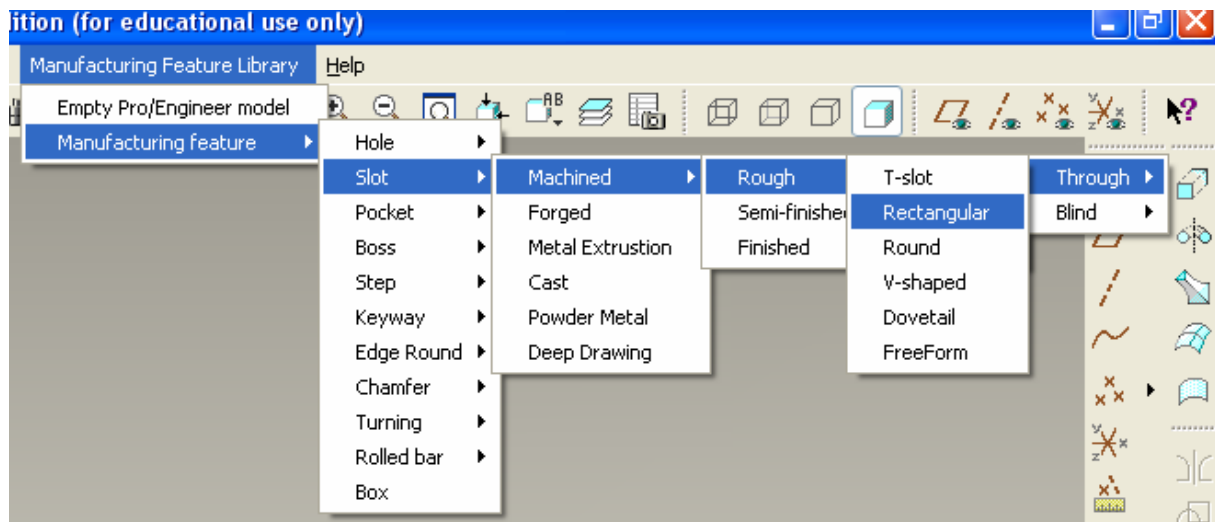 ition (for educational use only)
Manufacturing Feature Library Help
Empty Pro/Engineer model
Manufacturing feature
Hole
Slot
Pocket
Boss
Step
Keyway
Edge Round
Chamfer
Turning
Rolled bar
Box
Machined
Forged
Metal Extrustion
Cast
Powder Metal
Deep Drawing
Rough
Semi-finishe
Finished
T-slot
Rectangular
Round
V-shaped
Dovetail
FreeForm
Through
Blind
AB